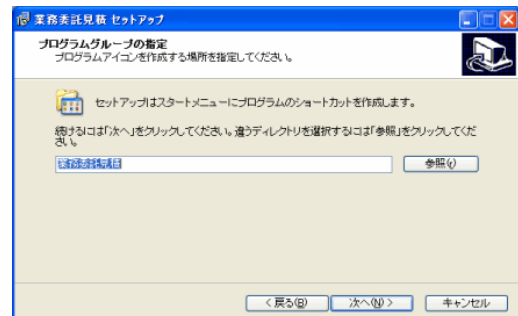 業務委託見積 セットアップ
プログラムグループの指定
プログラムアイコンを作成する場所を指定してください。
セットアップはスタートメニューにプログラムのショートカットを作成します。
続けるには「次へ」をクリックしてください。違うディレクトリを選択するには「参照」をクリックしてくだ
さい。
業務委託見積
参照(r)
< 戻る(B)
次へ(N) >
キャンセル